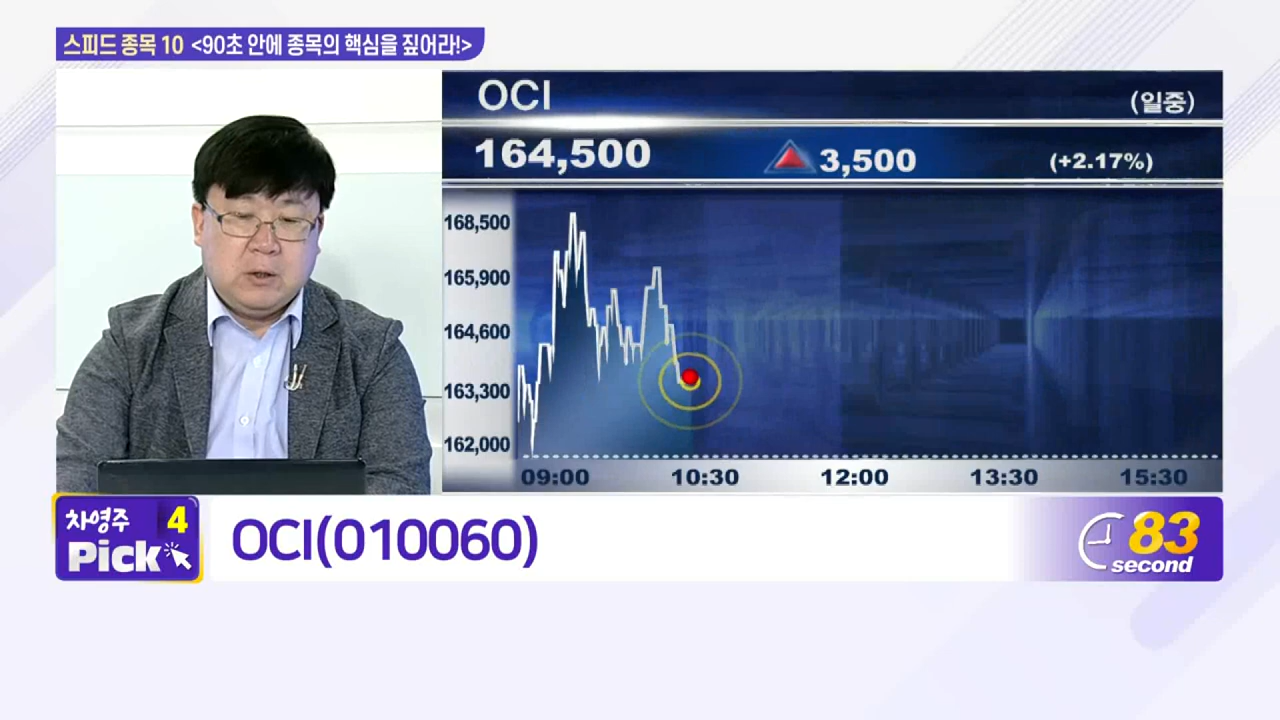 스피드 종목 10 <90초 안에 종목의 핵심을 짚어라!>
OCI
(일중)
164,500 3,500 (+2.17%)
168,500
165,900
164,600
163,300
162,000
09:00 10:30 12:00 13:30 15:30
차영주 4
Pick
OCI(010060)
83
second